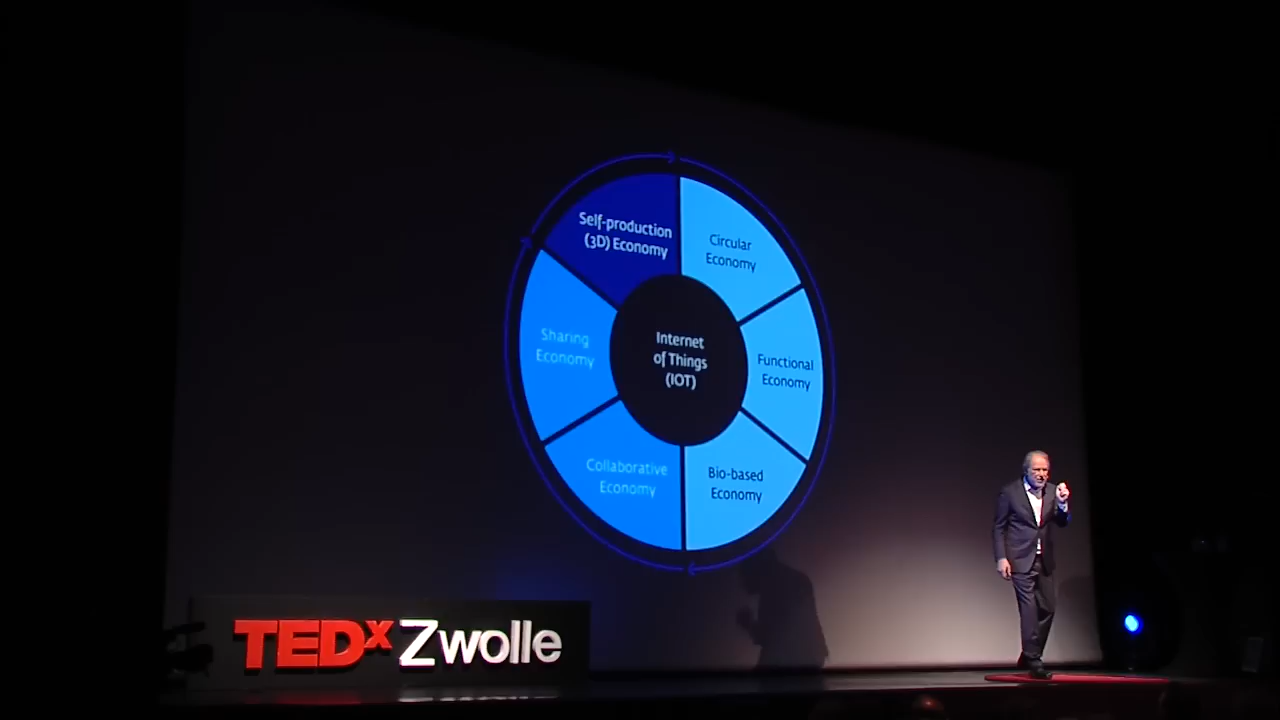 Self-production
(3D) Economy
Circular
Economy
Sharing
Economy
Internet
of Things
(IOT)
Functional
Economy
Collaborative
Economy
Bio-based
Economy
TEDx Zwolle